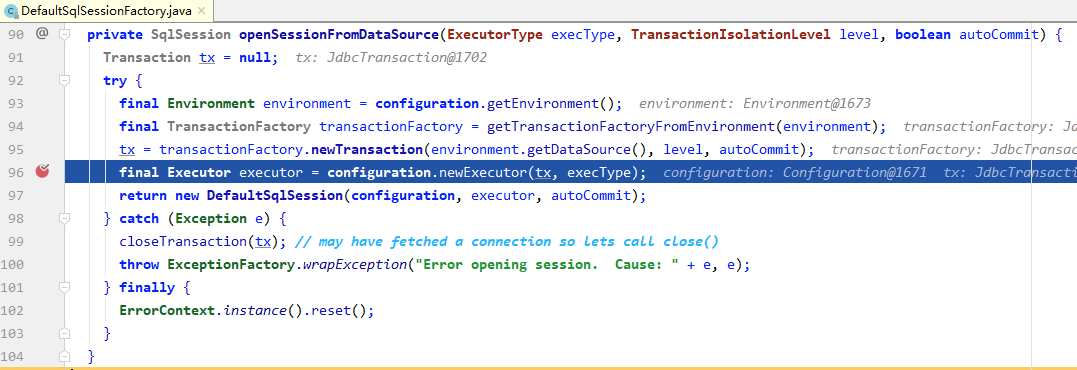 DefaultSqlSessionFactory.java ×
90 @ private SqlSession openSessionFromDataSource(ExecutorType execType, TransactionIsolationLevel level, boolean autoCommit) {
91 Transaction tx = null; tx: JdbcTransaction@1702
92 try {
93 final Environment environment = configuration.getEnvironment(); environment: Environment@1673
94 final TransactionFactory transactionFactory = getTransactionFactoryFromEnvironment(environment); transactionFactory: Jd
95 tx = transactionFactory.newTransaction(environment.getDataSource(), level, autoCommit); transactionFactory: JdbcTransac
96 final Executor executor = configuration.newExecutor(tx, execType); configuration: Configuration@1671 tx: JdbcTransacti
97 return new DefaultSqlSession(configuration, executor, autoCommit);
98 } catch (Exception e) {
99 closeTransaction(tx); // may have fetched a connection so lets call close()
100 throw ExceptionFactory.wrapException("Error opening session.  Cause: " + e, e);
101 } finally {
102 ErrorContext.instance().reset();
103 }
104 }